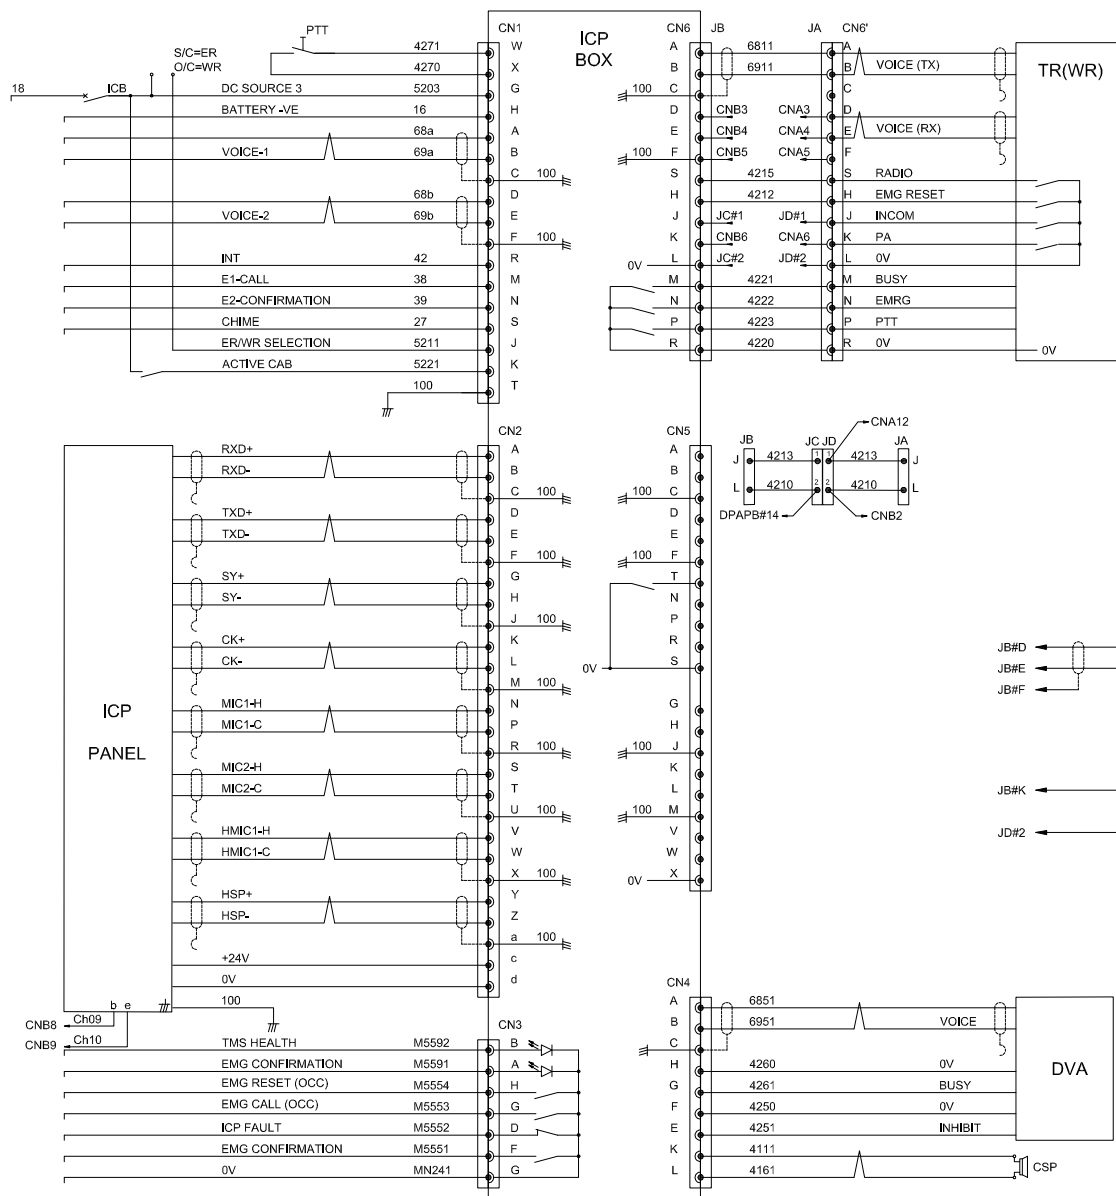 PTT
4271
4270
S/C=ER
O/C=WR
18
ICB
DC SOURCE 3
5203
BATTERY -VE
16
68a
VOICE-1
69a
68b
VOICE-2
69b
INT
42
E1-CALL
38
E2-CONFIRMATION
39
CHIME
27
ER/WR SELECTION
5211
ACTIVE CAB
5221
100
CN1
W
X
G
H
A
B
C
100
D
E
F
100
R
M
N
S
J
K
T
ICP
BOX
CN6
JB
JA
CN6'
A
6811
A
B
6911
B
VOICE (TX)
100
C
C
D
CNB3
CNA3
D
E
CNB4
CNA4
E
VOICE (RX)
100
F
CNB5
CNA5
F
S
4215
S
RADIO
H
4212
H
EMG RESET
J
JC#1
JD#1
J
INCOM
K
CNB6
CNA6
K
PA
0V
L
JC#2
JD#2
L
0V
M
4221
M
BUSY
N
4222
N
EMRG
P
4223
P
PTT
R
4220
R
0V
0V
TR(WR)
ICP
PANEL
RXD+
RXD-
TXD+
TXD-
SY+
SY-
CK+
CK-
MIC1-H
MIC1-C
MIC2-H
MIC2-C
HMIC1-H
HMIC1-C
HSP+
HSP-
+24V
0V
100
b
e
CNB8
Ch09
CNB9
Ch10
CN2
A
B
C
100
D
E
F
100
G
H
J
100
K
L
M
100
N
P
R
100
S
T
U
100
V
W
X
100
Y
Z
a
100
c
d
CN5
A
B
100
C
D
E
100
F
T
N
P
R
0V
S
G
H
100
J
K
L
100
M
V
W
0V
X
CNA12
JB
JC
JD
JA
J
4213
1
1
4213
J
L
4210
2
2
4210
L
DPAPB#14
CNB2
JB#D
JB#E
JB#F
JB#K
JD#2
CN3
TMS HEALTH
M5592
B
EMG CONFIRMATION
M5591
A
EMG RESET (OCC)
M5554
H
EMG CALL (OCC)
M5553
G
ICP FAULT
M5552
D
EMG CONFIRMATION
M5551
F
0V
MN241
G
CN4
A
6851
B
6951
VOICE
C
H
4260
0V
G
4261
BUSY
F
4250
0V
E
4251
INHIBIT
K
4111
L
4161
DVA
CSP